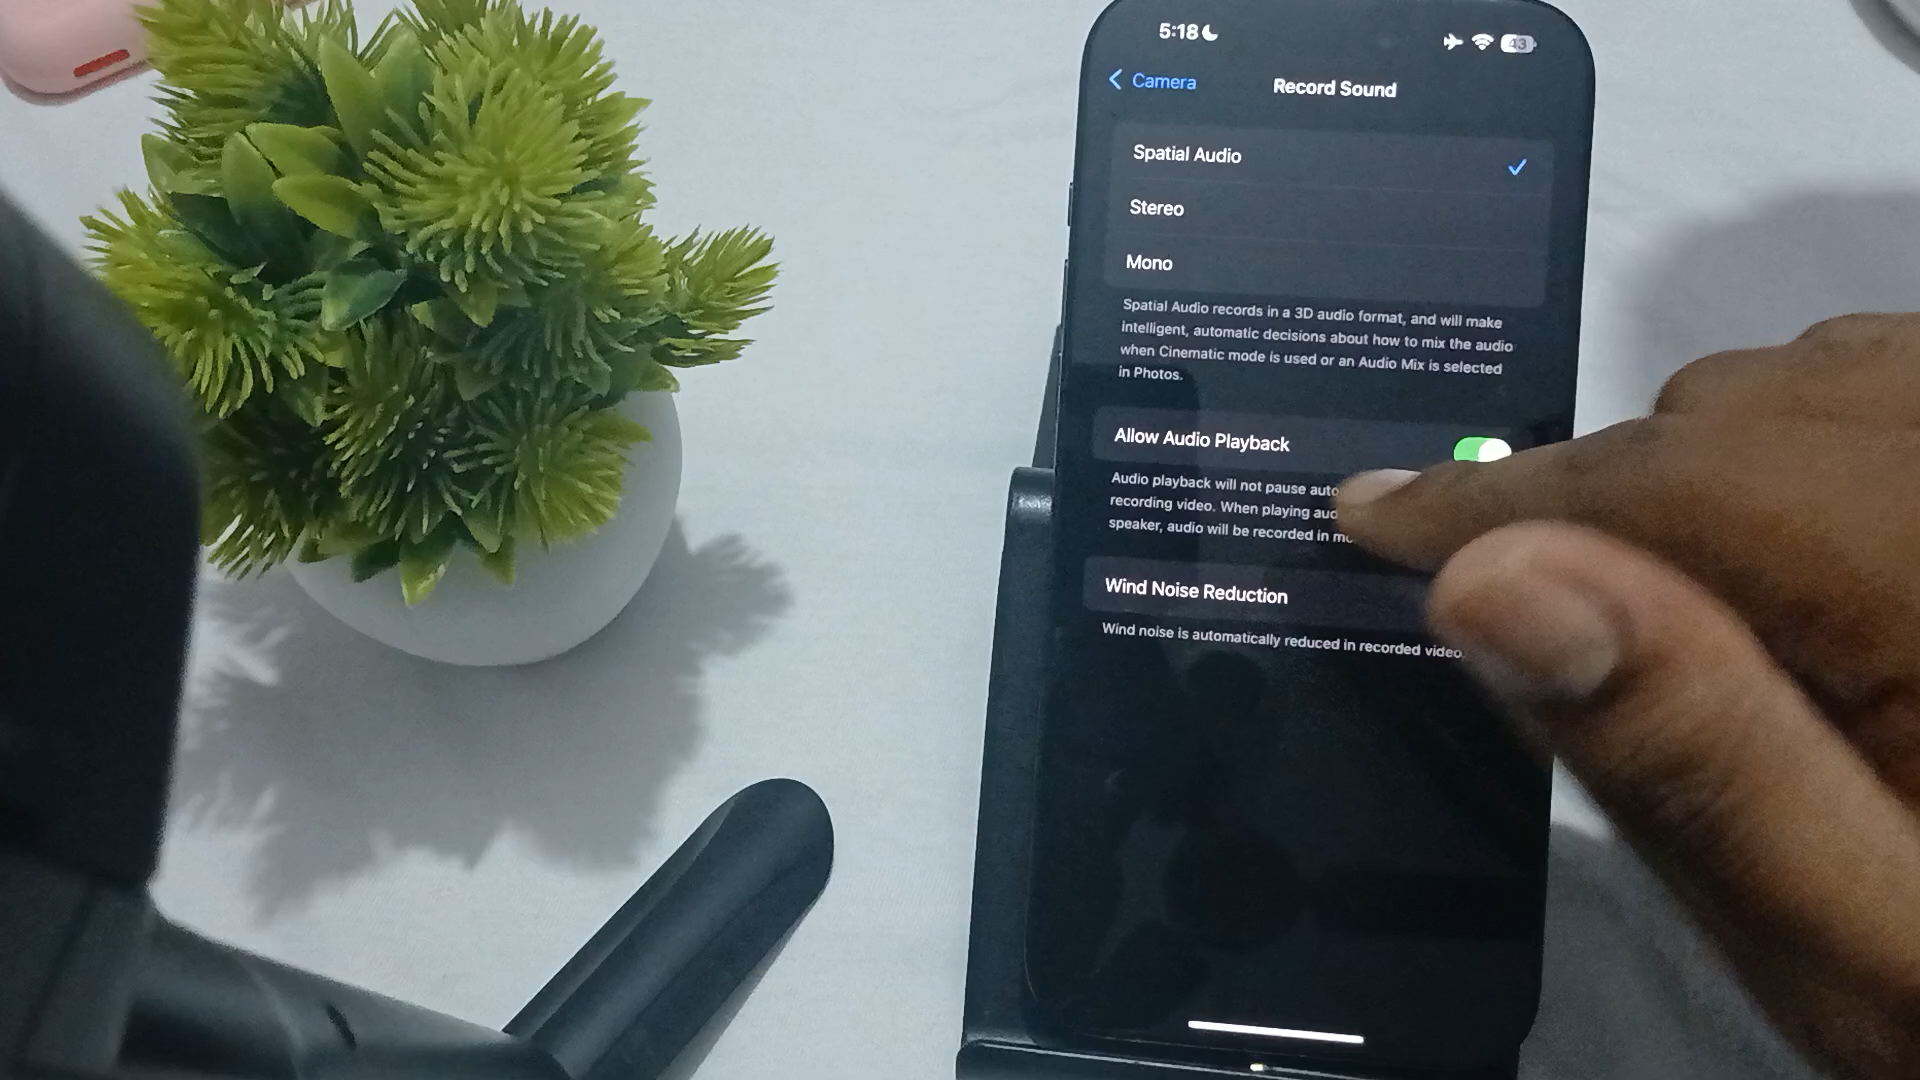 5:18
43
Camera
Record Sound
Spatial Audio
Stereo
Mono
Spatial Audio records in a 3D audio format, and will make
intelligent, automatic decisions about how to mix the audio
when Cinematic mode is used or an Audio Mix is selected
in Photos.
Allow Audio Playback
Audio playback will not pause
recording video. When playing
speaker, audio will be recorded in
Wind Noise Reduction
Wind noise is automatically reduced in recorded video.